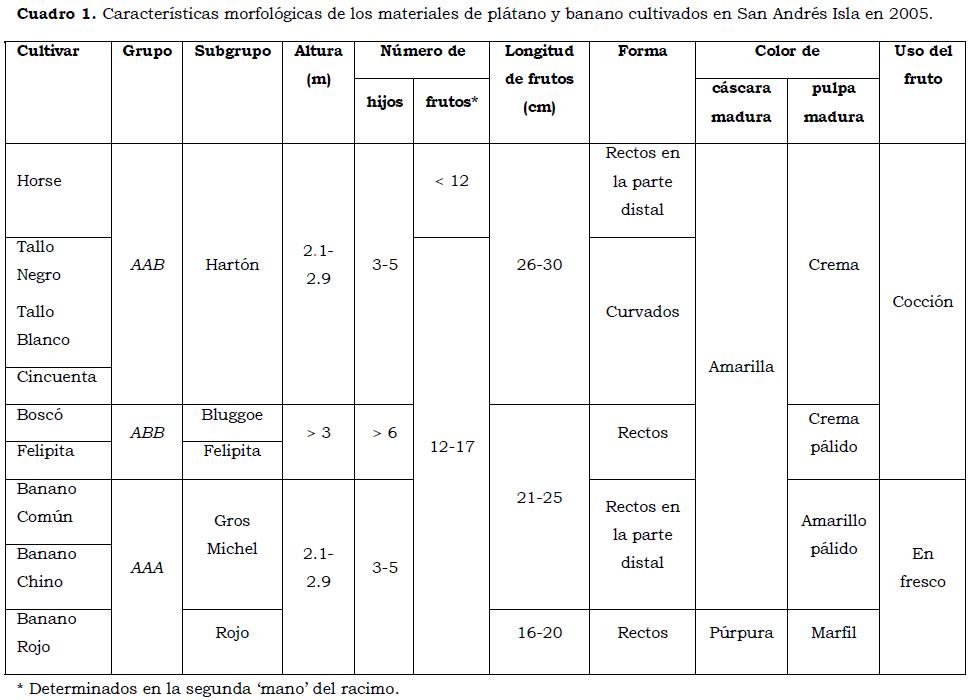 Cuadro 1. Características morfológicas de los materiales de plátano y banano cultivados en San Andrés Isla en 2005.
Cultivar Grupo Subgrupo Altura Número de Longitud Forma Color de Uso del
(m) de frutos fruto
hijos frutos* (cm) cáscara pulpa
madura madura
Horse < 12 Rectos en
la parte
distal
Tallo
Negro
Tallo
Blanco
Cincuenta
AAB Hartón 2.1-
2.9
3-5 26-30 Curvados Crema
Cocción
Amarilla
Boscó ABB Bluggoe > 3 > 6 Rectos Crema
pálido
Felipita Felipita
12-17
21-25
Banano
Común
Banano
Chino
AAA Gros
Michel
2.1-
2.9
3-5 Rectos en
la parte
distal
Amarillo
pálido
En
fresco
Banano
Rojo
Rojo 16-20 Rectos Púrpura Marfil
* Determinados en la segunda ‘mano’ del racimo.